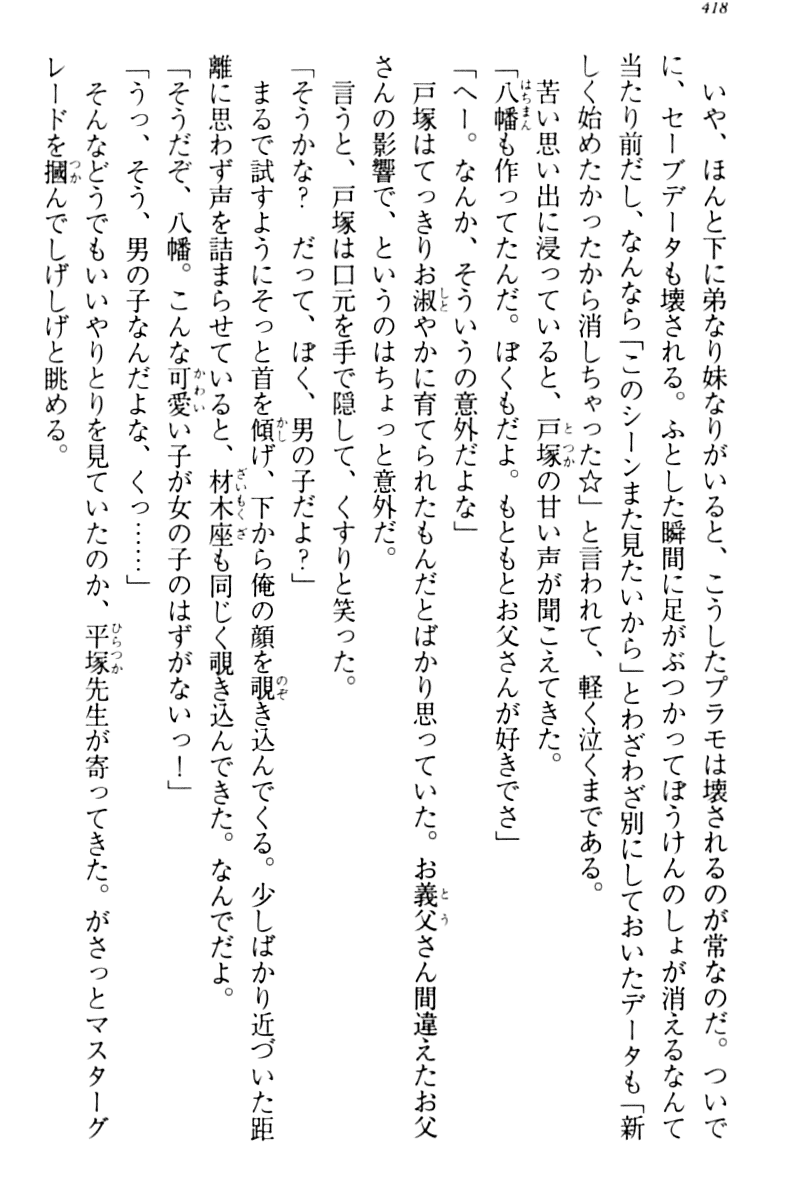 418
いや、ほんと下に弟なり妹なりがいると、こうしたプラモは壊されるのが常なのだ。ついで
に、セーブデータも壊される。ふとした瞬間に足がぶつかってぼうけんのしょが消えるなんて
当たり前だし、なんなら「このシーンまた見たいから」とわざわざ別にしておいたデータも「新
しく始めたかったから消しちゃった☆」と言われて、軽く泣くまである。
苦い思い出に浸っていると、戸塚の甘い声が聞こえてきた。
「八幡も作ってたんだ。ぼくもだよ。もともとお父さんが好きでさ」
「へー。なんか、そういうの意外だよな」
戸塚はてっきりお淑やかに育てられたもんだとばかり思っていた。お義父さん間違えたお父
さんの影響で、というのはちょっと意外だ。
言うと、戸塚は口元を手で隠して、くすりと笑った。
「そうかな？　だって、ぼく、男の子だよ？」
まるで試すようにそっと首を傾げ、下から俺の顔を覗き込んでくる。少しばかり近づいた距
離に思わず声を詰まらせていると、材木座も同じく覗き込んできた。なんでだよ。
「そうだぞ、八幡。こんな可愛い子が女の子のはずがないっ！」
「うっ、そう、男の子なんだよな、くっ……」
そんなどうでもいいやりとりを見ていたのか、平塚先生が寄ってきた。がさっとマスターグ
レードを摑んでしげしげと眺める。